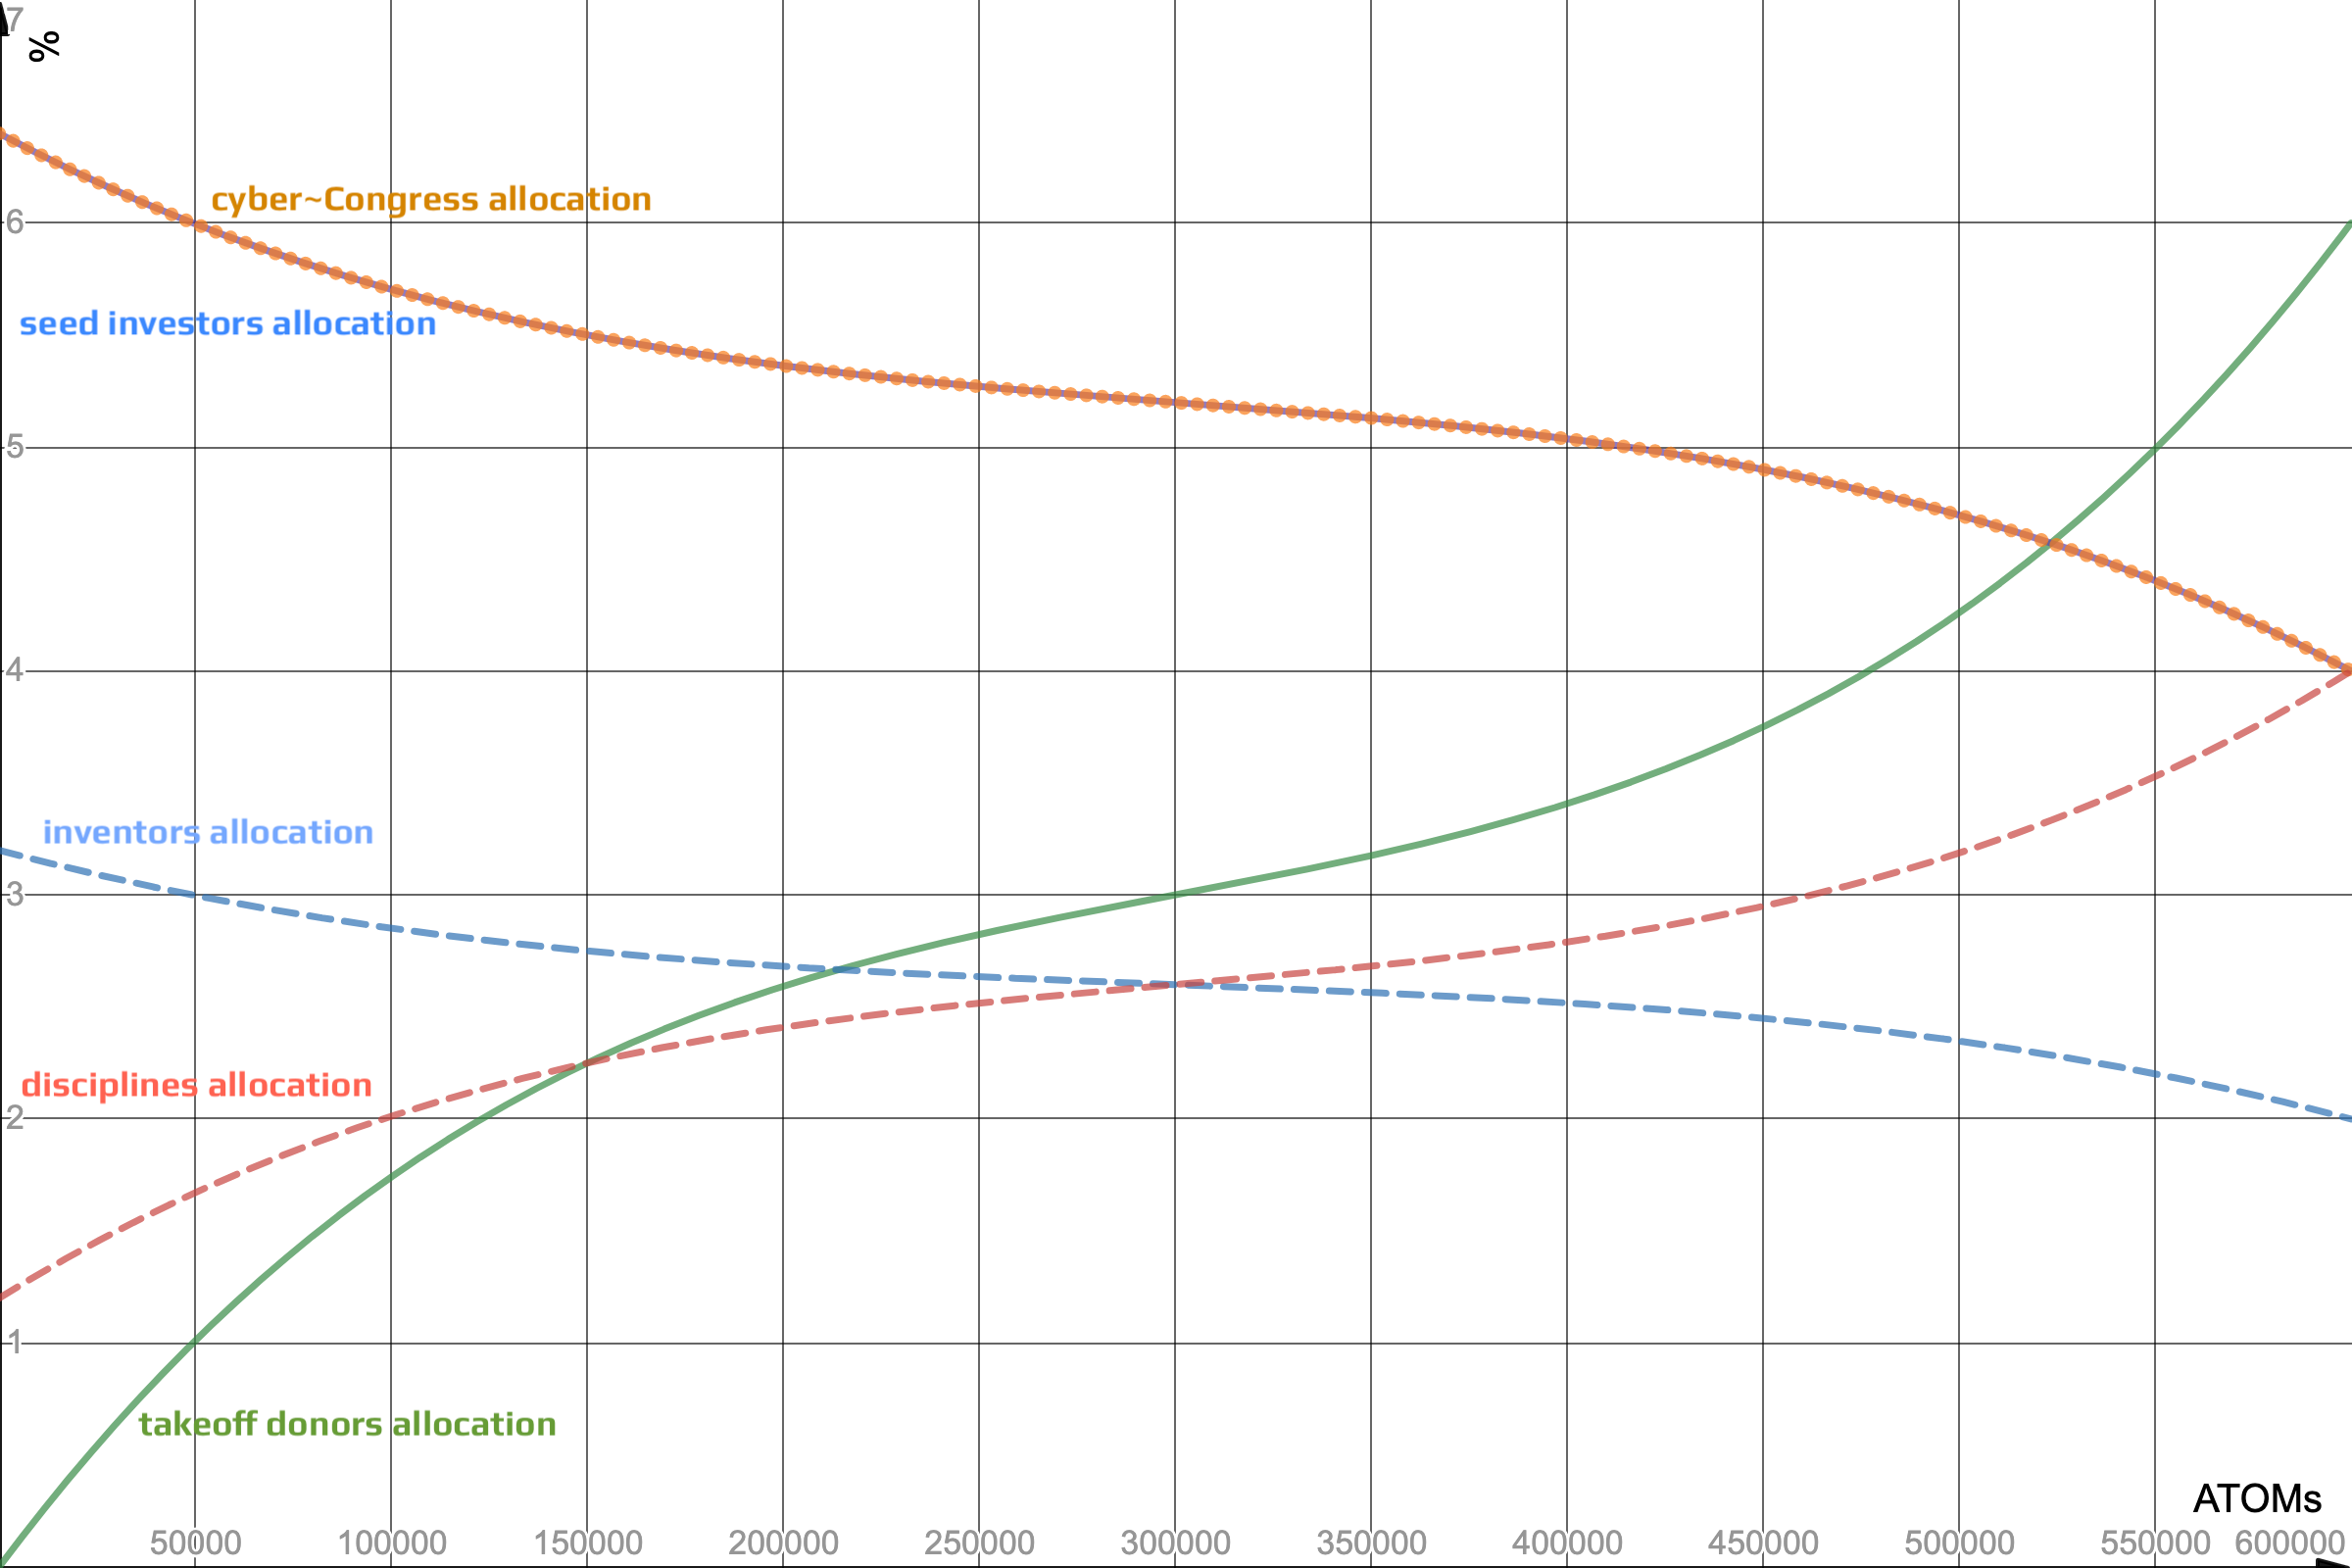 7
%
cyber~Congress allocation
6
seed investors allocation
5
4
inventors allocation
3
disciplines allocation
2
1
takeoff donors allocation
ATOMs
50000 100000 150000 200000 250000 300000 350000 400000 450000 500000 550000 600000